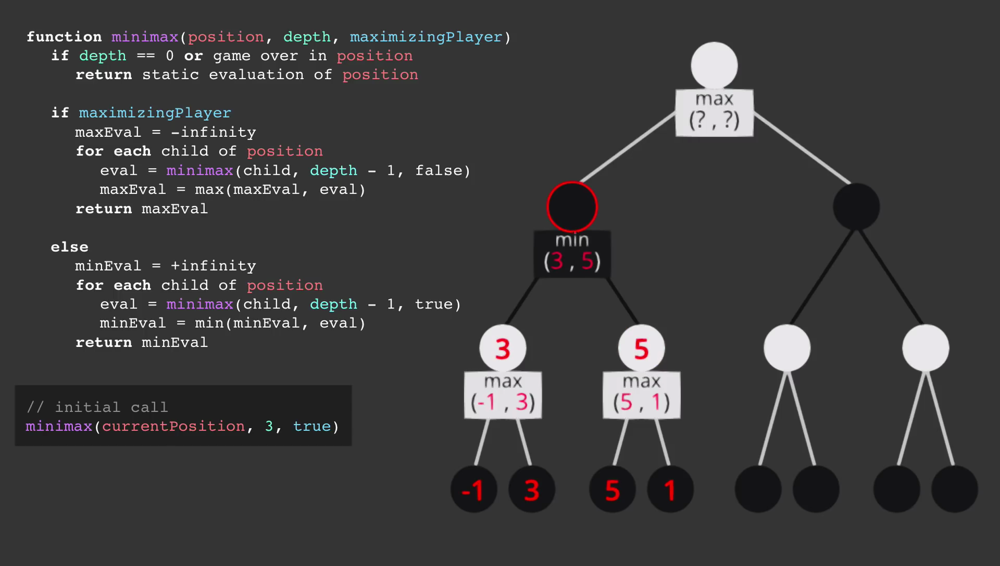 function minimax(position, depth, maximizingPlayer)
if depth == 0 or game over in position
return static evaluation of position
if maximizingPlayer
maxEval = -infinity
for each child of position
eval = minimax(child, depth - 1, false)
maxEval = max(maxEval, eval)
return maxEval
else
minEval = +infinity
for each child of position
eval = minimax(child, depth - 1, true)
minEval = min(minEval, eval)
return minEval
// initial call
minimax(currentPosition, 3, true)
max
(? , ?)
min
(3 , 5)
3
5
max
(-1 , 3)
max
(5 , 1)
-1
3
5
1